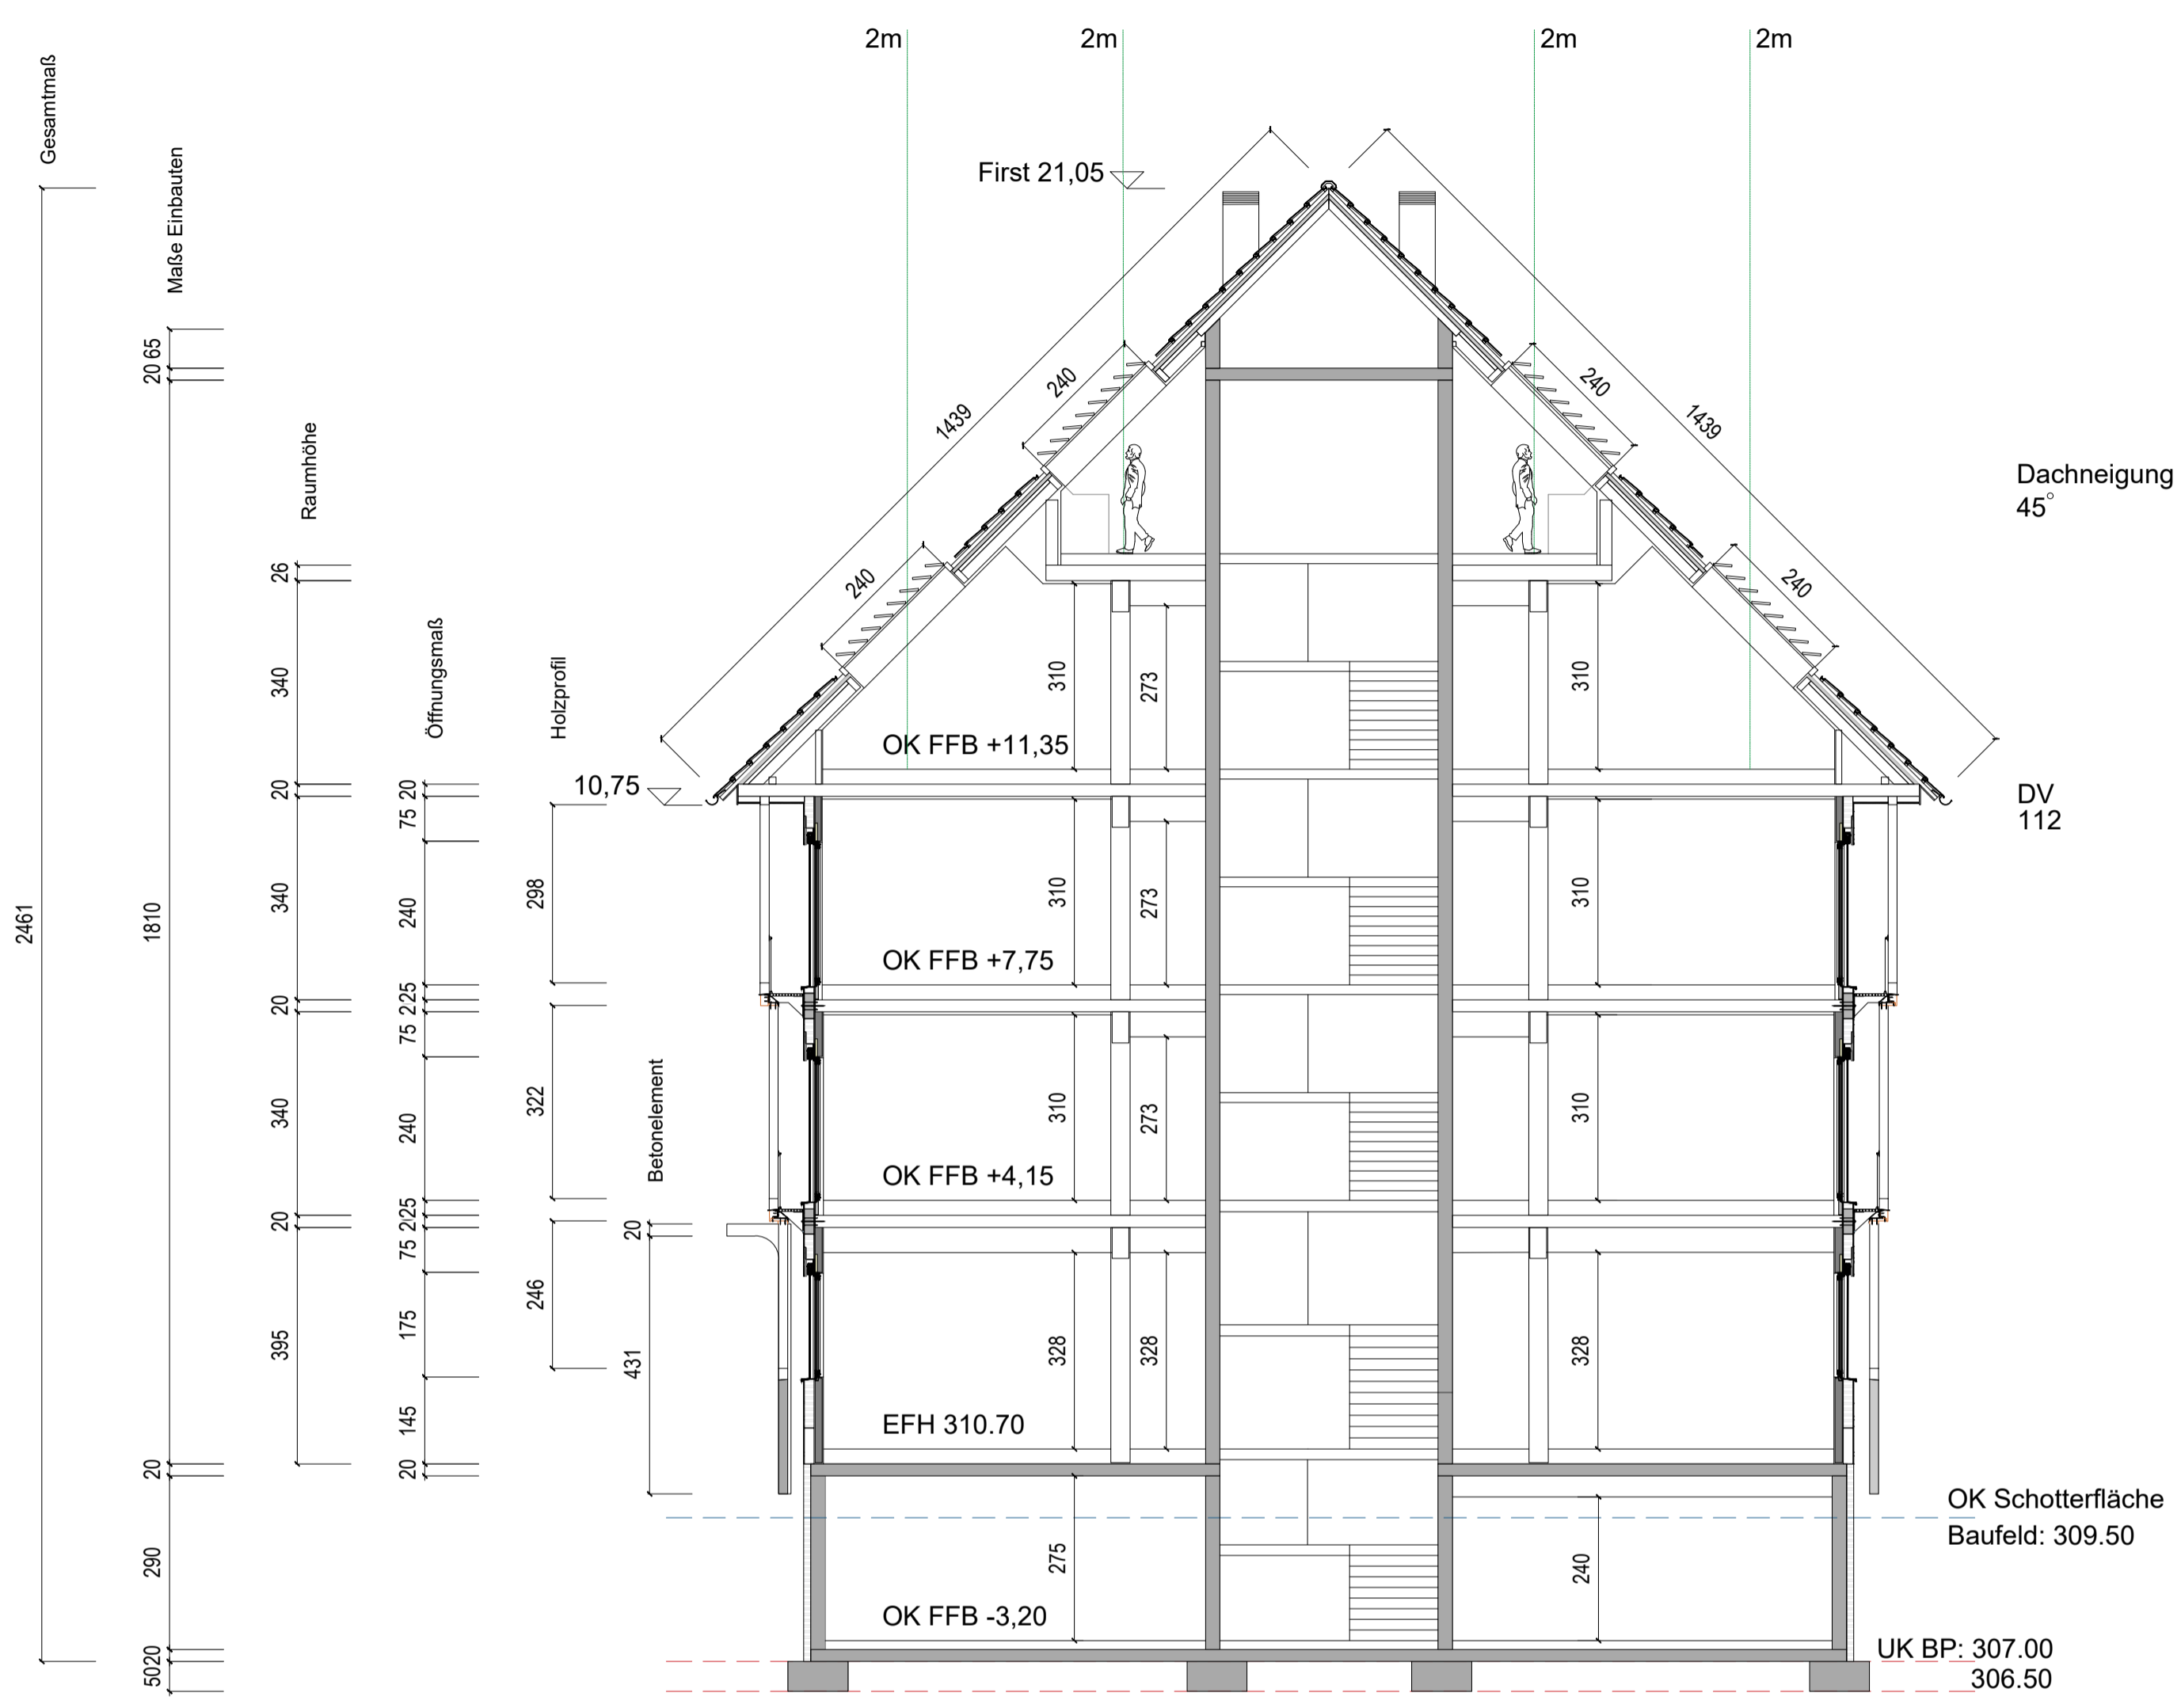 2m
2m
2m
2m
Gesamtmaß
Maße Einbauten
First 21,05
20 65
240
240
1439
1439
Raumhöhe
Dachneigung
45°
26
240
240
Öffnungsmaß
Holzprofil
340
310
273
310
OK FFB +11,35
10,75
20
75 20
DV
112
2461
1810
340
240
298
310
273
310
OK FFB +7,75
20
75 2025
340
240
322
310
273
310
Betonelement
OK FFB +4,15
20
75 2025
20
395
175
246
431
328
328
328
145
EFH 310.70
20
20
OK Schotterfläche
Baufeld: 309.50
290
275
240
OK FFB -3,20
5020
UK BP: 307.00
306.50